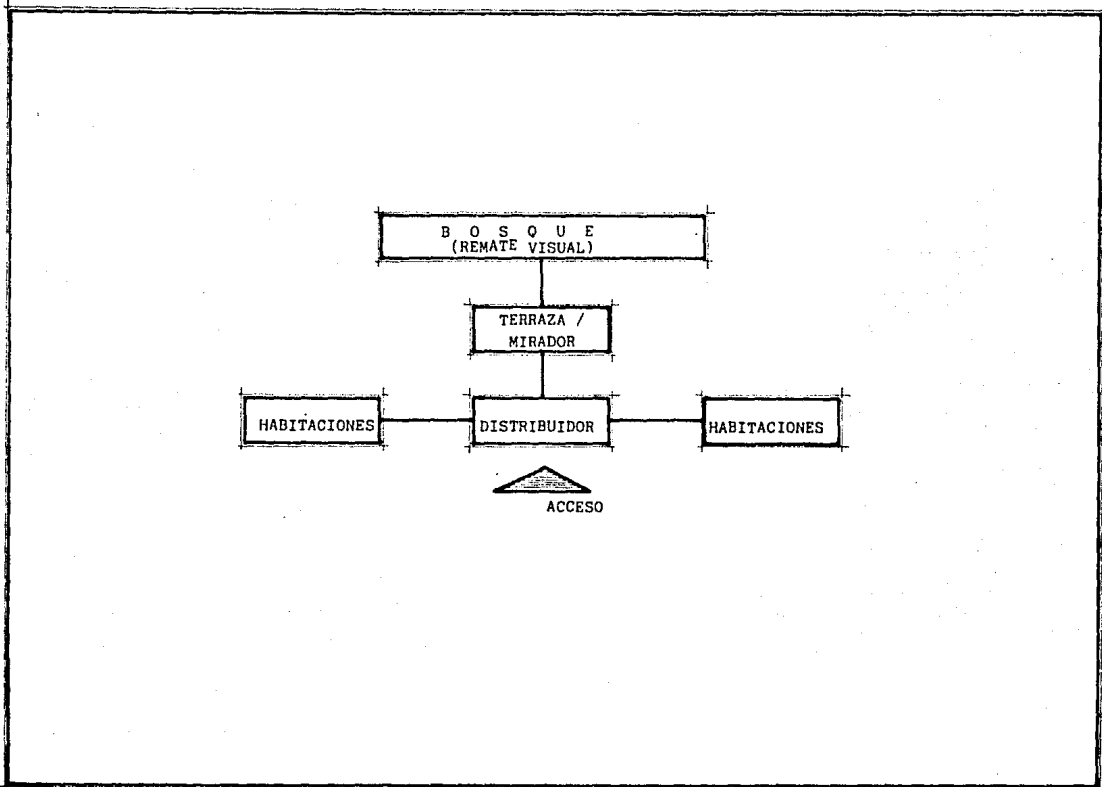 B O S Q U E
(REMATE VISUAL)
TERRAZA /
MIRADOR
HABITACIONES
DISTRIBUIDOR
HABITACIONES
ACCESO